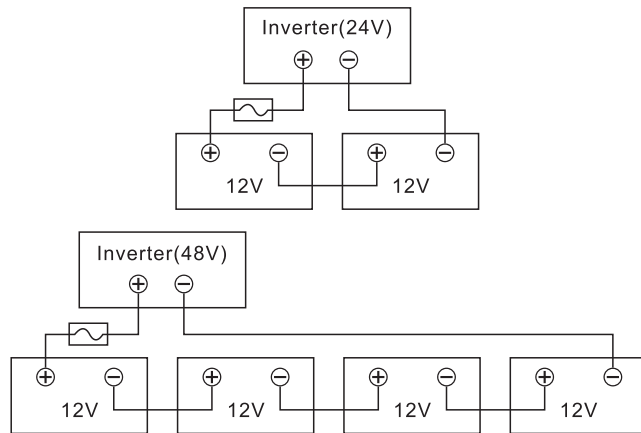 Inverter(24V)
+ −
+ − + −
12V 12V
Inverter(48V)
+ −
+ − + − + − + −
12V 12V 12V 12V